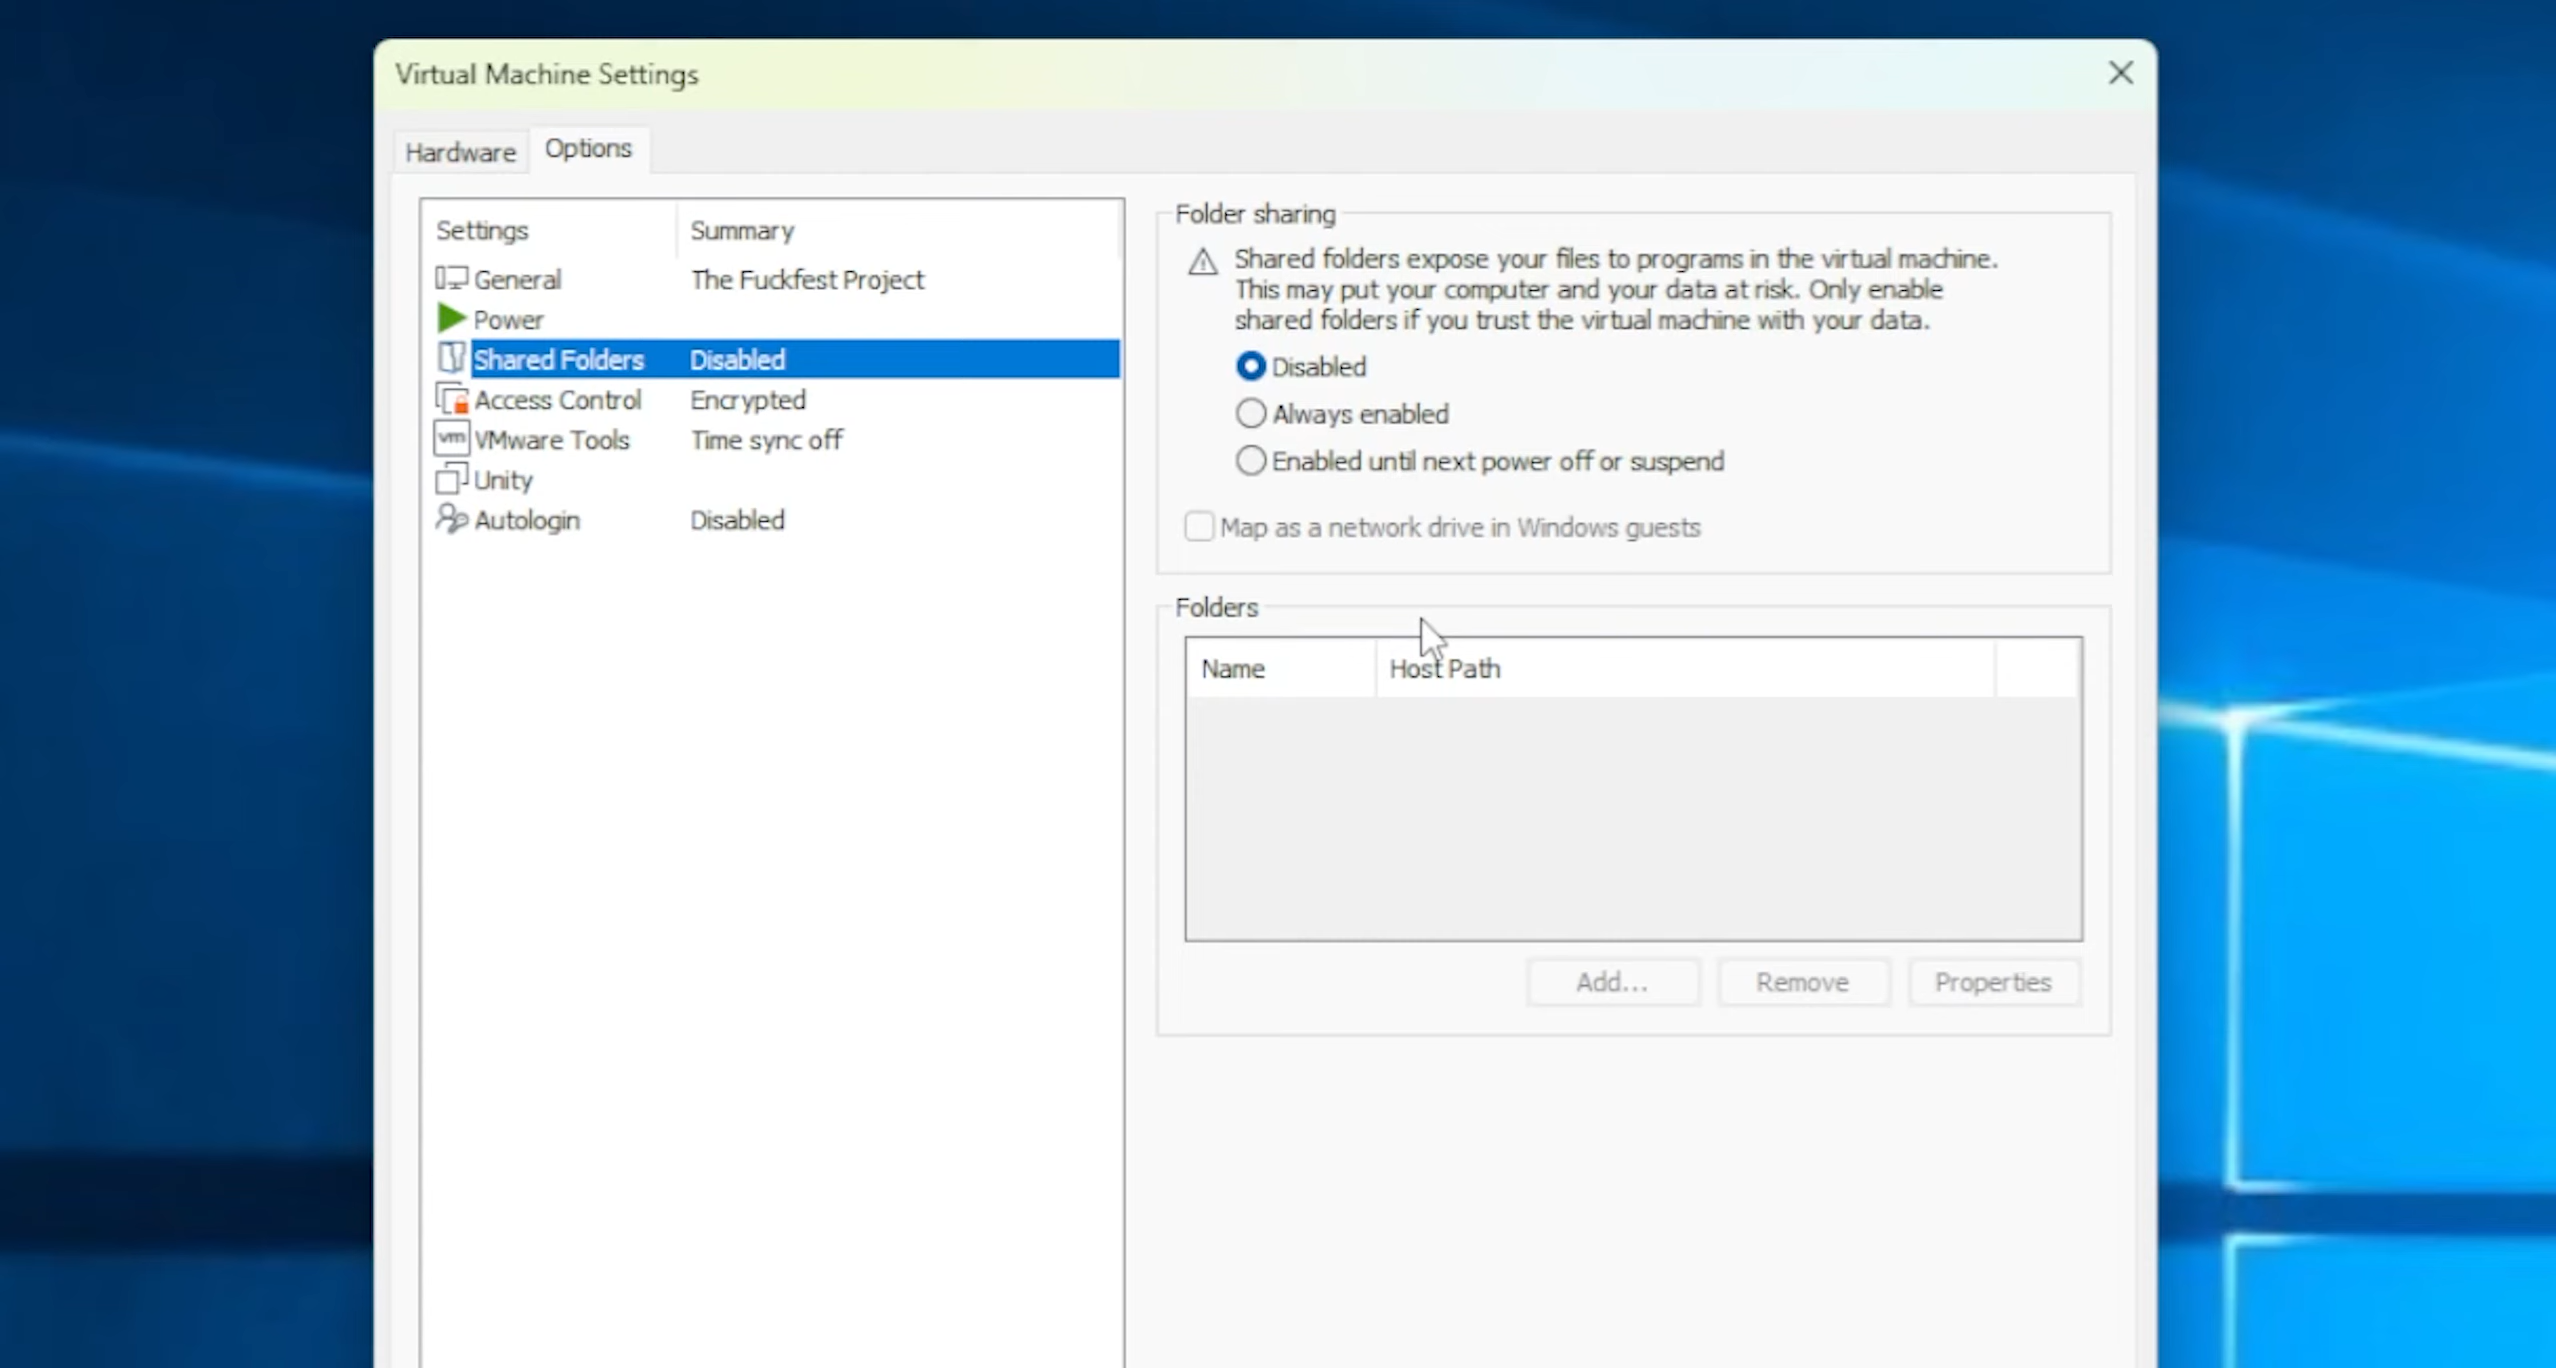 Virtual Machine Settings
Hardware
Options
Settings Summary
General The Fuckfest Project
Power
Shared Folders Disabled
Access Control Encrypted
vm VMware Tools Time sync off
Unity
Autologin Disabled
Folder sharing
Shared folders expose your files to programs in the virtual machine.
This may put your computer and your data at risk. Only enable
shared folders if you trust the virtual machine with your data.
Disabled
Always enabled
Enabled until next power off or suspend
Map as a network drive in Windows guests
Folders
Name Host Path
Add... Remove Properties